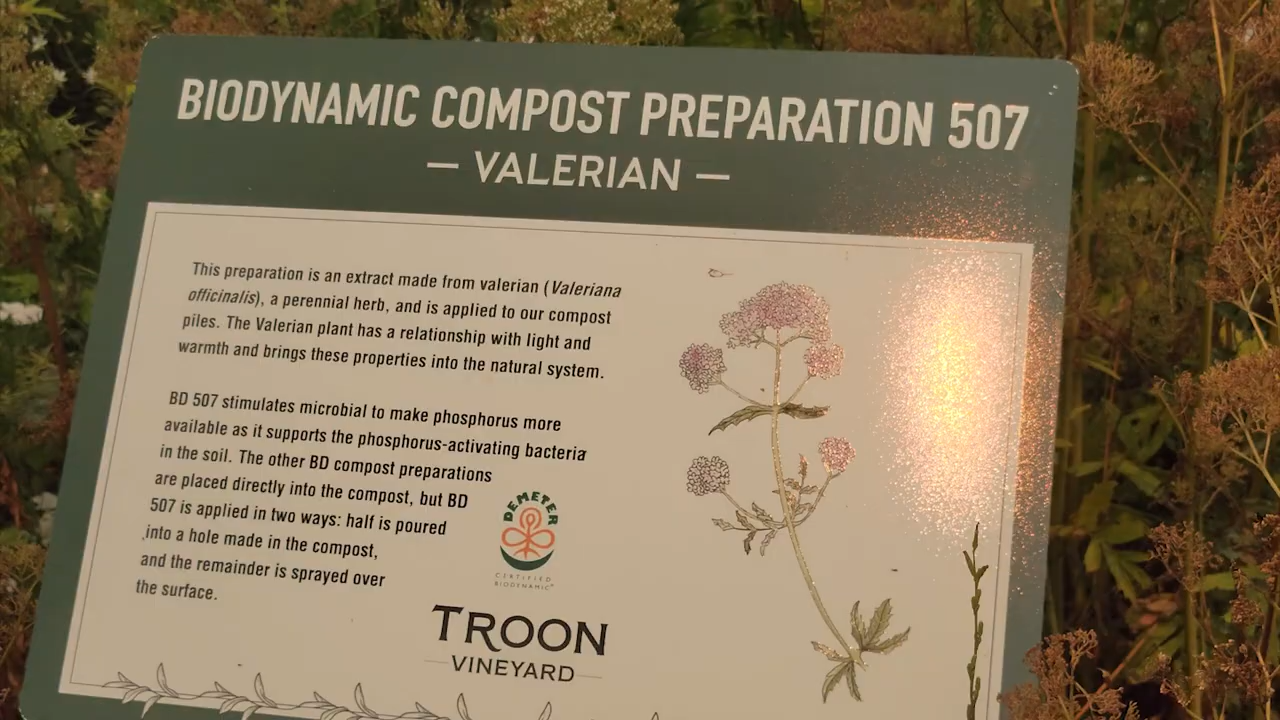 BIODYNAMIC COMPOST PREPARATION 507
— VALERIAN —
This preparation is an extract made from valerian (Valeriana
officinalis), a perennial herb, and is applied to our compost
piles. The Valerian plant has a relationship with light and
warmth and brings these properties into the natural system.
BD 507 stimulates microbial to make phosphorus more
available as it supports the phosphorus-activating bacteria
in the soil. The other BD compost preparations
are placed directly into the compost, but BD
507 is applied in two ways: half is poured
into a hole made in the compost,
and the remainder is sprayed over
the surface.
DEMETER
CERTIFIED
BIODYNAMIC®
TROON
VINEYARD